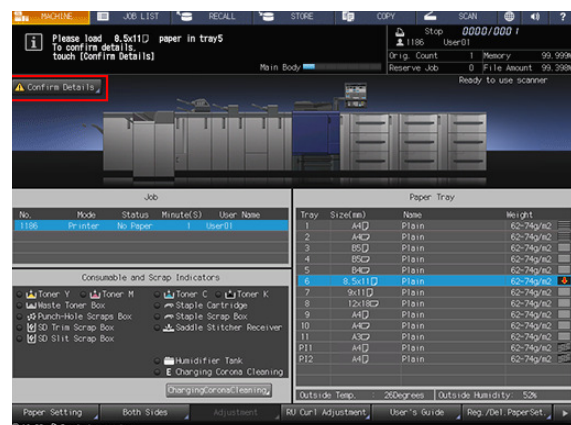 MACHINE JOB LIST RECALL STORE COPY SCAN ?
Please load 8.5x11 paper in tray5
To confirm details,
touch [Confirm Details]
Main Body
Stop 0000/000 1
1186 User01
Orig. Count 1 Memory 99.999%
Reserve Job 0 File Amount 99.398%
Ready to use scanner
Confirm Details
Job
No. Mode Status Minute(S) User Name
1186 Printer No Paper 1 User01
Consumable and Scrap Indicators
Toner Y Toner M Toner C Toner K
Waste Toner Box Staple Cartridge
Punch-Hole Scraps Box Staple Scrap Box
SD Trim Scrap Box Saddle Stitcher Receiver
SD Slit Scrap Box
Humidifier Tank
E Charging Corona Cleaning
ChargingCoronaCleaning
Paper Tray
Tray Size(mm) Name Weight
1 A4 Plain 62-74g/m2
2 A4 Plain 62-74g/m2
3 B5 Plain 62-74g/m2
4 B5 Plain 62-74g/m2
5 B4 Plain 62-74g/m2
6 8.5x11 Plain 62-74g/m2
7 9x11 Plain 62-74g/m2
8 12x18 Plain 62-74g/m2
9 A4 Plain 62-74g/m2
10 A4 Plain 62-74g/m2
11 A3 Plain 62-74g/m2
PI1 A4 Plain 62-74g/m2
PI2 A4 Plain 62-74g/m2
Outside Temp. : 26Degrees Outside Humidity: 52%
Paper Setting Both Sides Adjustment RU Curl Adjustment User's Guide Reg./Del.PaperSet.